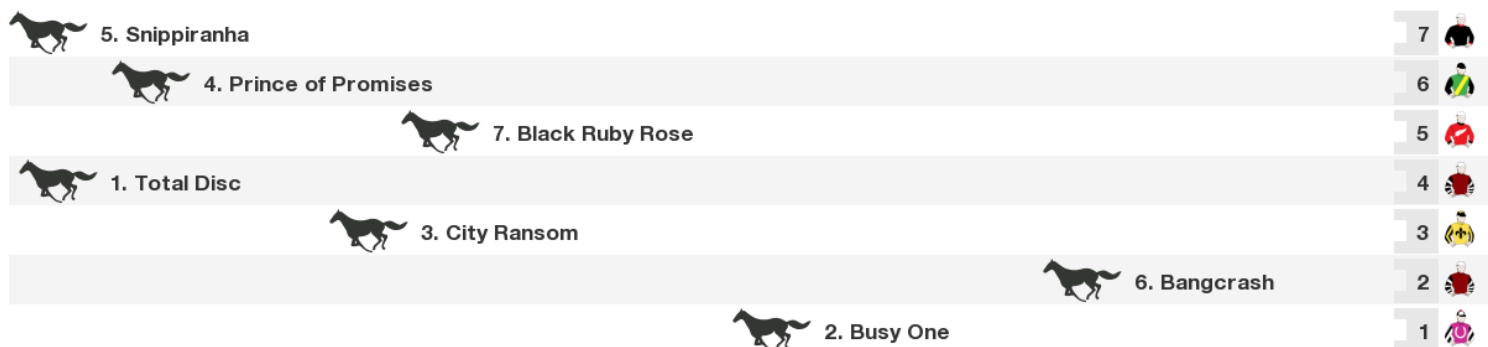 5. Snippiranha 7
4. Prince of Promises 6
7. Black Ruby Rose 5
1. Total Disc 4
3. City Ransom 3
6. Bangcrash 2
2. Busy One 1